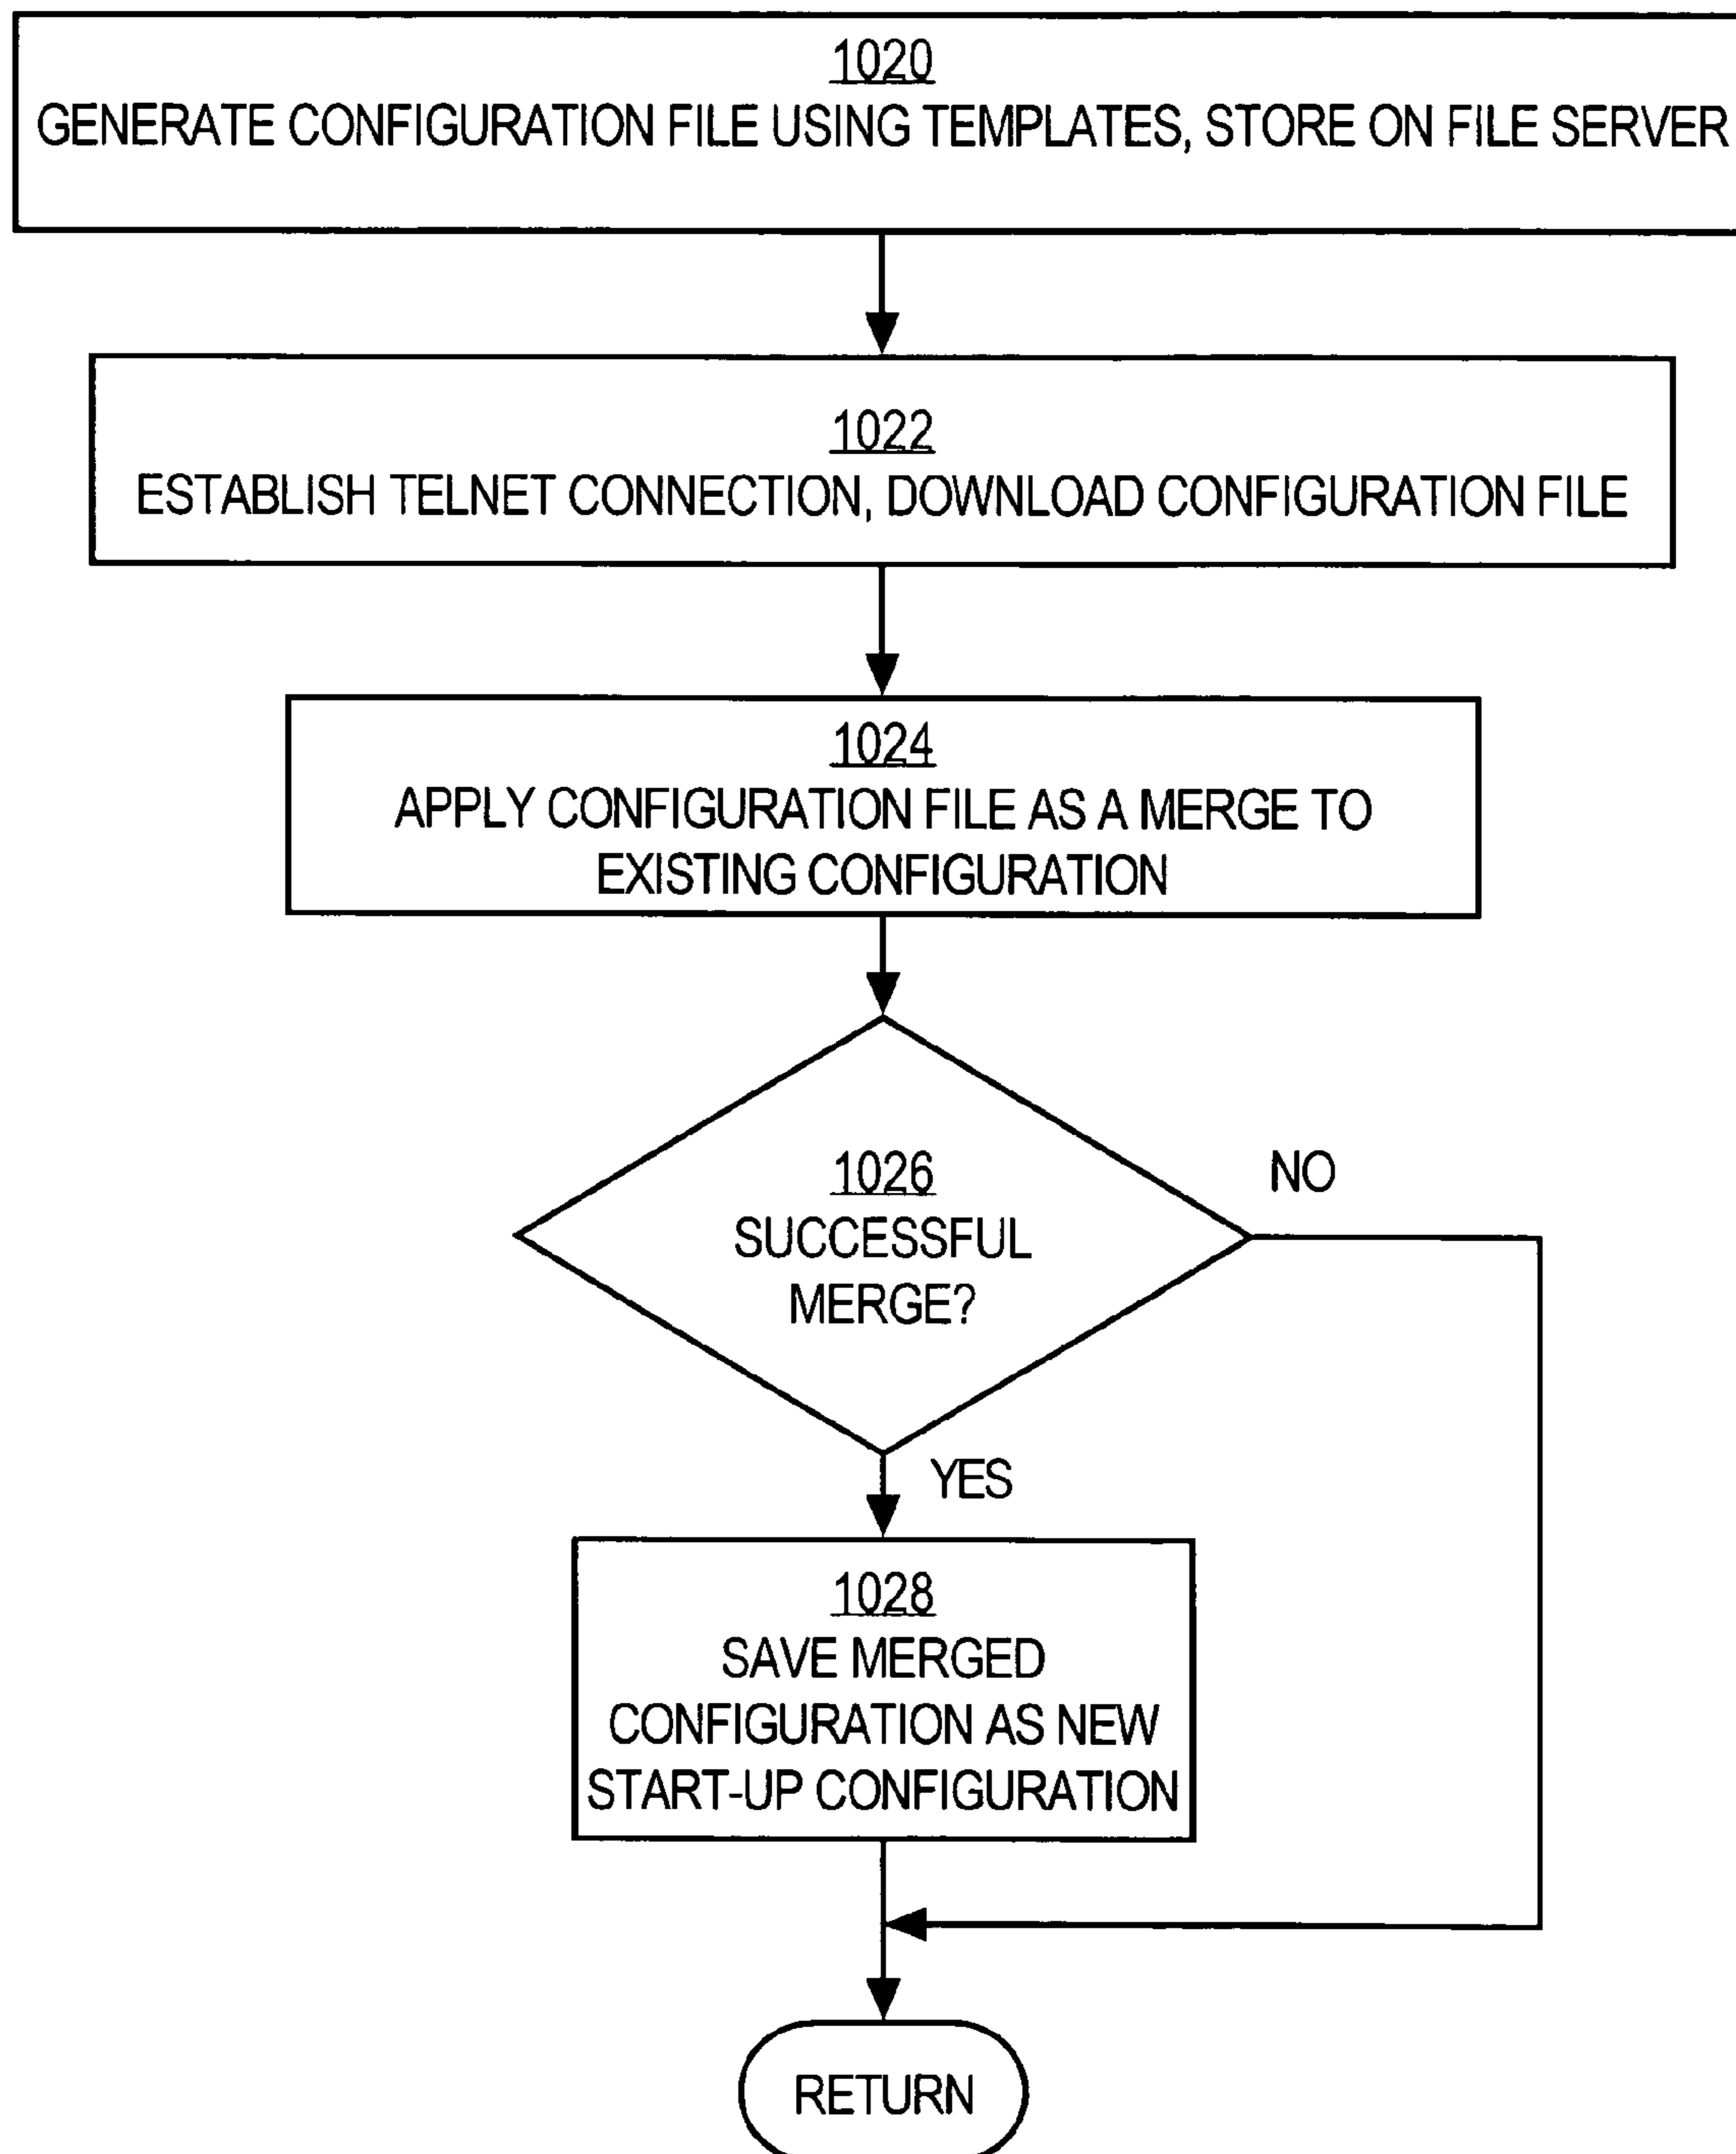 1020
GENERATE CONFIGURATION FILE USING TEMPLATES, STORE ON FILE SERVER
1022
ESTABLISH TELNET CONNECTION, DOWNLOAD CONFIGURATION FILE
1024
APPLY CONFIGURATION FILE AS A MERGE TO
EXISTING CONFIGURATION
1026
SUCCESSFUL
MERGE?
NO
YES
1028
SAVE MERGED
CONFIGURATION AS NEW
START-UP CONFIGURATION
RETURN